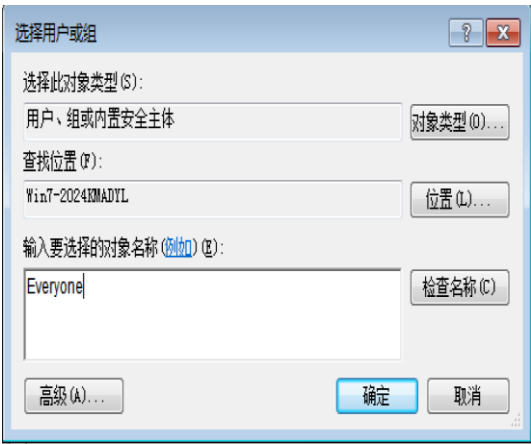 选择用户或组
选择此对象类型(S):
用户、组或内置安全主体
对象类型(O)...
查找位置(F):
Win7-2024KMADYL
位置(L)...
输入要选择的对象名称(例如)(E):
Everyone
检查名称(C)
高级(A)...
确定
取消